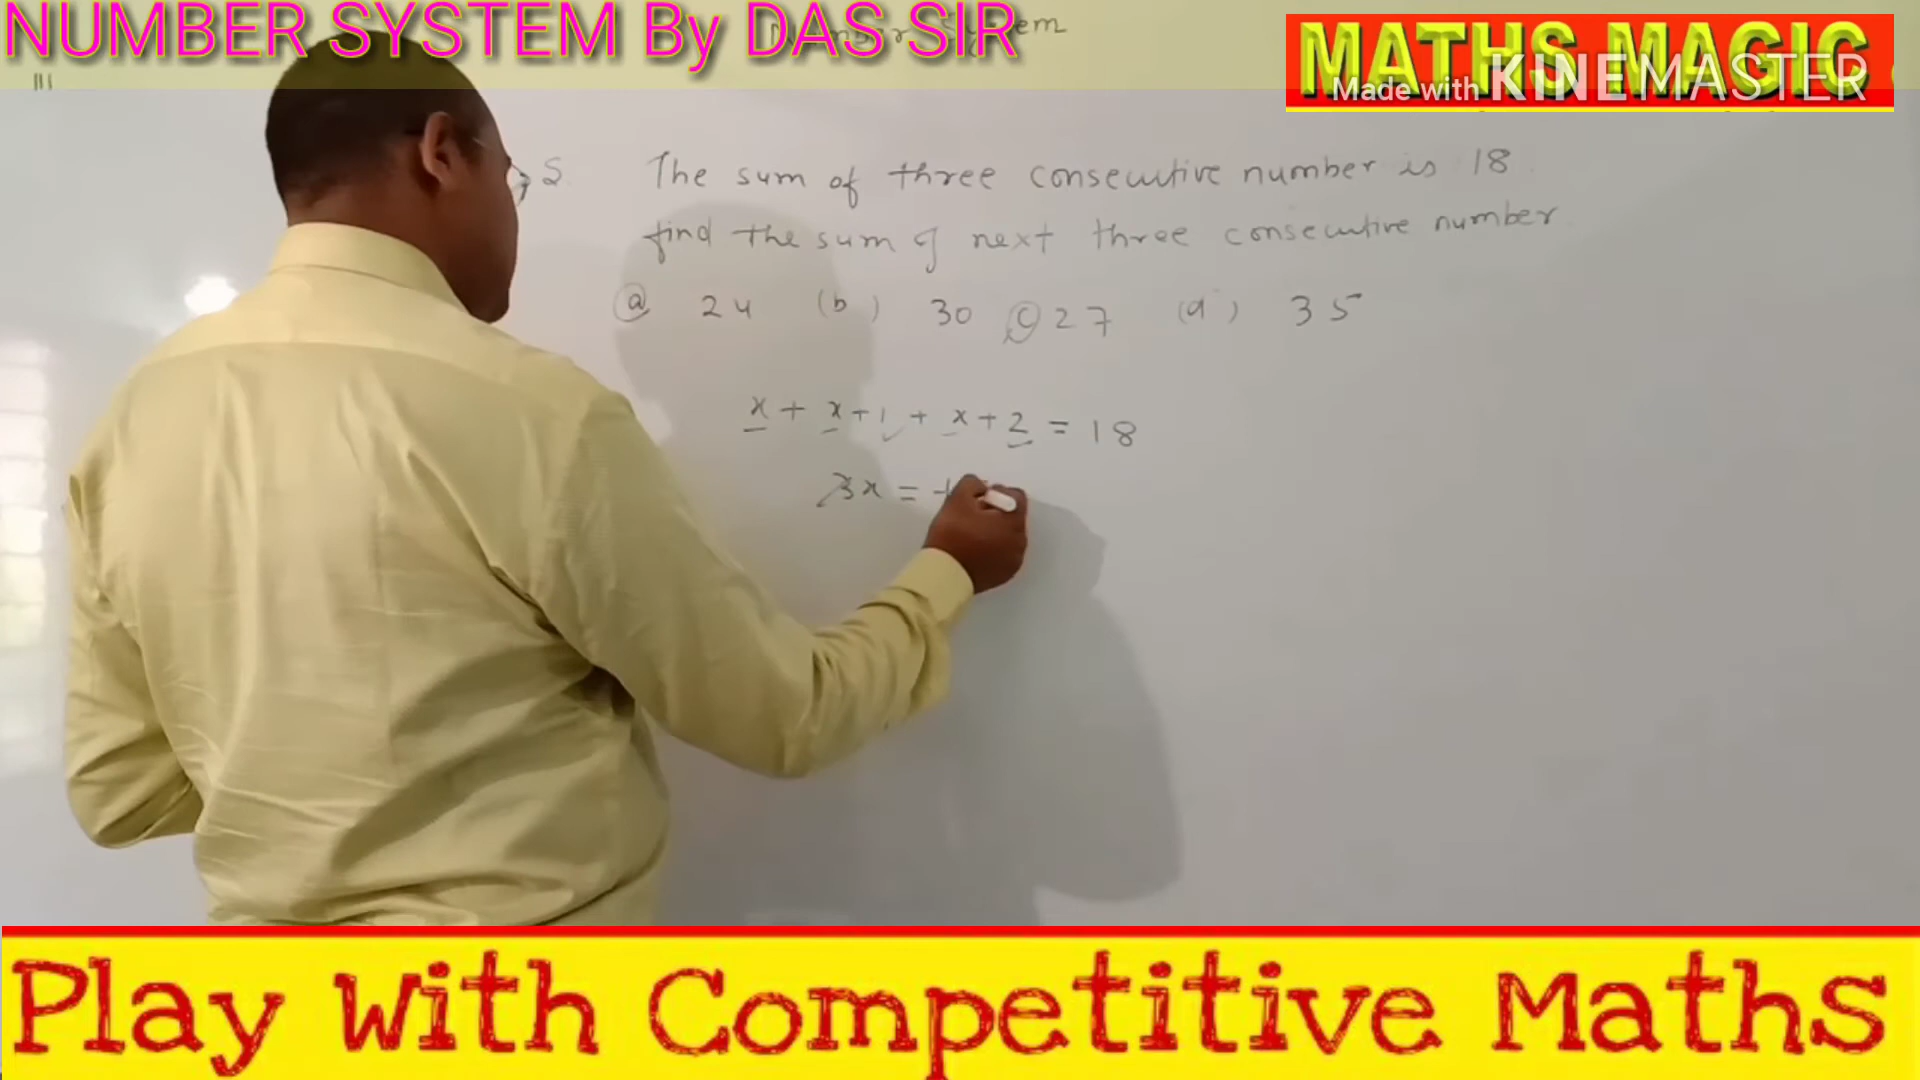 NUMBER SYSTEM By DAS SIR
MATHS MAGIC
Made with KINEMASTER
S. The sum of three consecutive number is 18.
find the sum of next three consecutive number
(a) 24 (b) 30 (c) 27 (d) 35
x + x+1 + x+2 = 18
3x =
Play With Competitive Maths